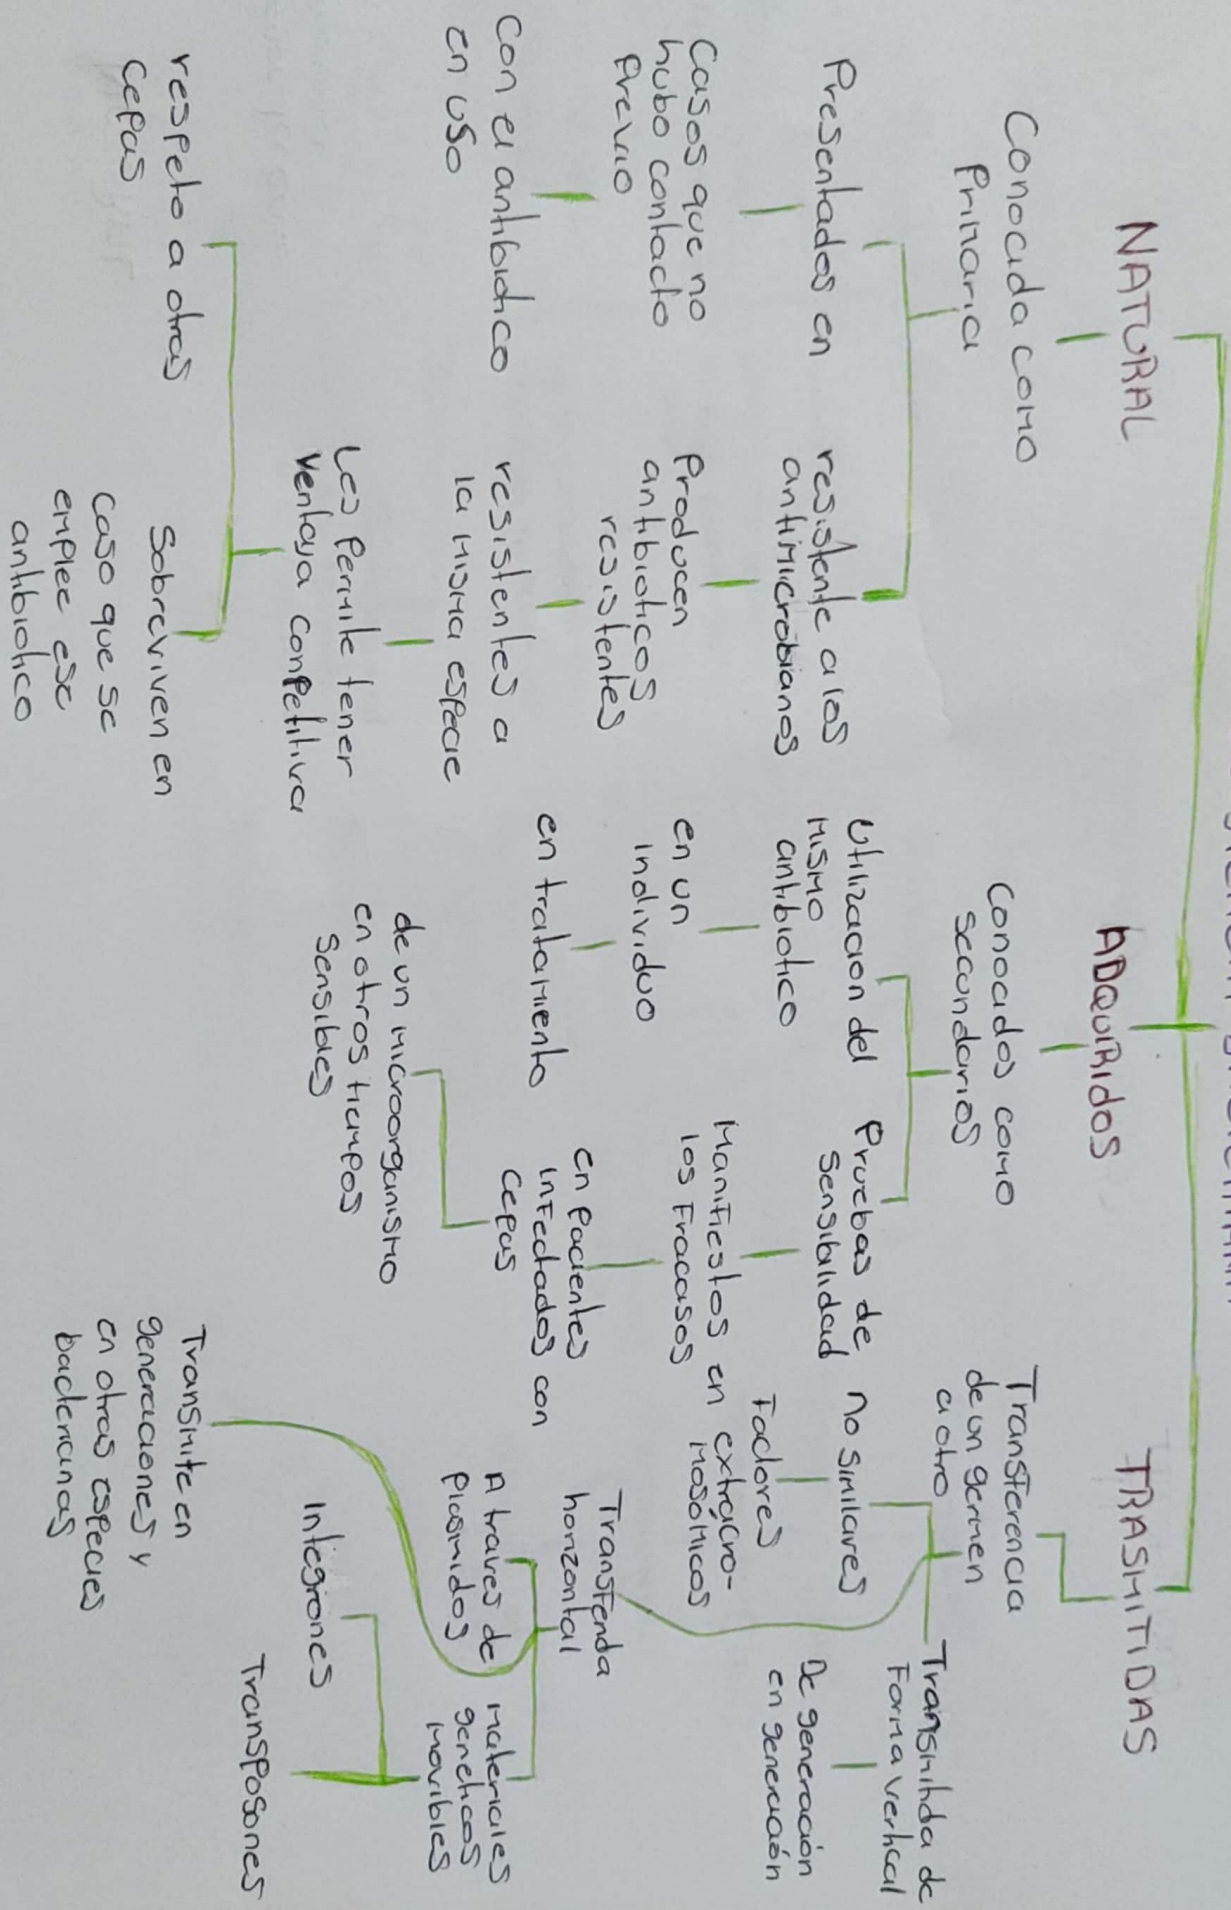 NATURAL
Conocida como
Primaria
Presentados en
Casos que no
hubo contacto
Previo
Con el antibiotico
en uso
resistente a los
antimicrobianos
Producen
antibioticos
resistentes
resistentes a
la misma especie
Les Permite tener
ventaja competitiva
respeto a otras
cepas
Sobreviven en
caso que se
emplee ese
antibiotico
ADQUIRIDOS
Conocidos como
secundarios
Utilizacion del
mismo
antibiotico
en un
individuo
en tratamiento
Pruebas de
Sensibilidad
Manifiestos en
los Fracasos
en Pacientes
infectados con
cepas
de un microorganismo
en otros tiempos
Sensibles
TRASMITIDAS
Transferencia
de un germen
a otro
no similares
Factores
extracro-
mosomicos
Transmitida de
Forma vertical
De generación
en generación
Transferida
horizontal
A traves de
Plasmidos
materiales
geneticos
movibles
Integrones
Transposones
Transmite en
generaciones y
en otras especies
bacterianas